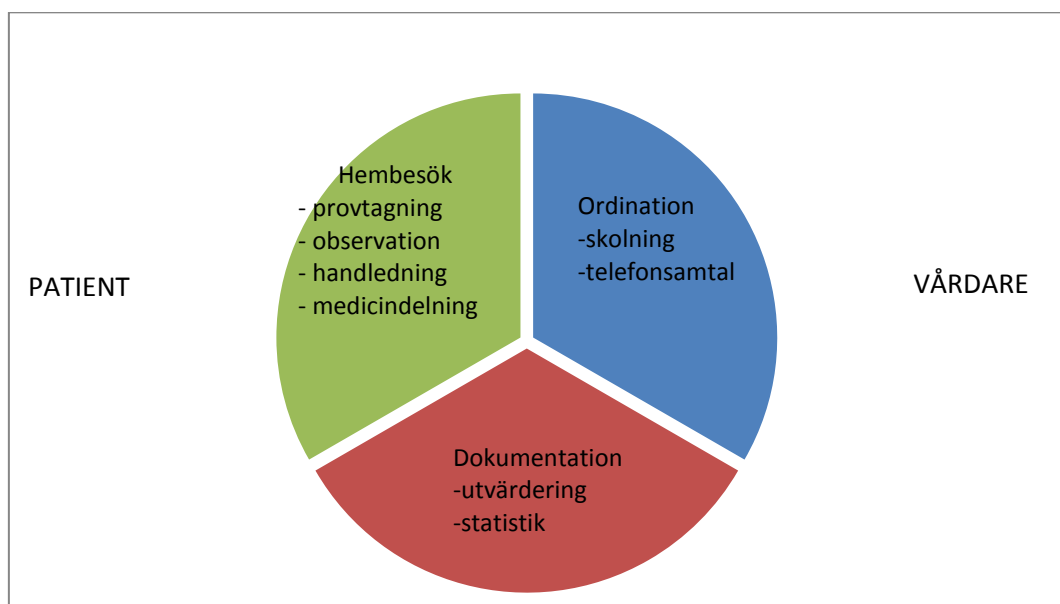 PATIENT
Hembesök
- provtagning
- observation
- handledning
- medicindelning
Ordination
-skolning
-telefonsamtal
VÅRDARE
Dokumentation
-utvärdering
-statistik